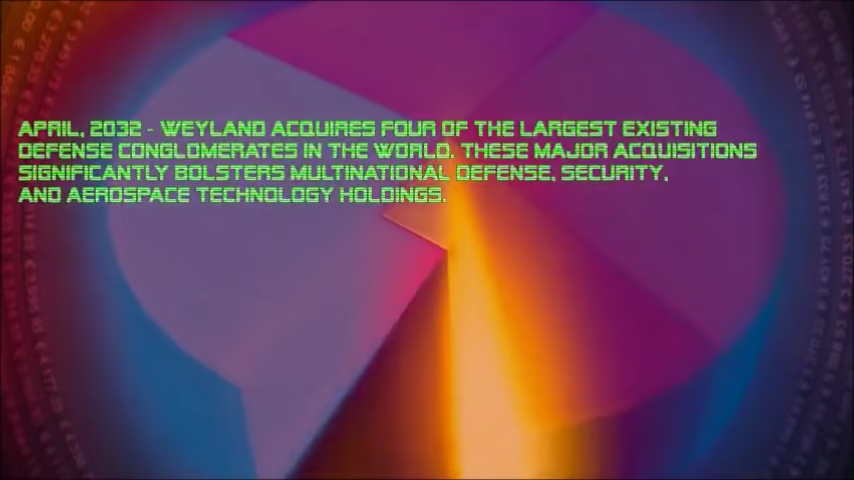 APRIL, 2032 - WEYLAND ACQUIRES FOUR OF THE LARGEST EXISTING
DEFENSE CONGLOMERATES IN THE WORLD. THESE MAJOR ACQUISITIONS
SIGNIFICANTLY BOLSTERS MULTINATIONAL DEFENSE, SECURITY,
AND AEROSPACE TECHNOLOGY HOLDINGS.